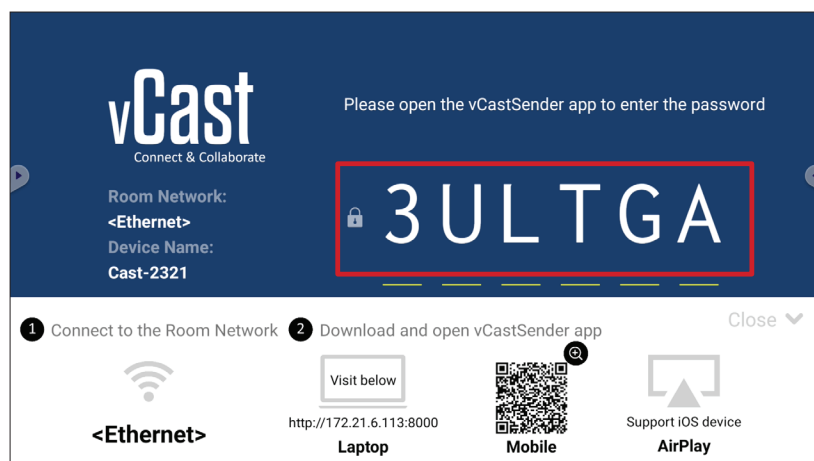 vCast
Connect & Collaborate
Please open the vCastSender app to enter the password
Room Network:
<Ethernet>
Device Name:
Cast-2321
3ULTGA
1 Connect to the Room Network
2 Download and open vCastSender app
Close
<Ethernet>
Visit below
http://172.21.6.113:8000
Laptop
Mobile
Support iOS device
AirPlay